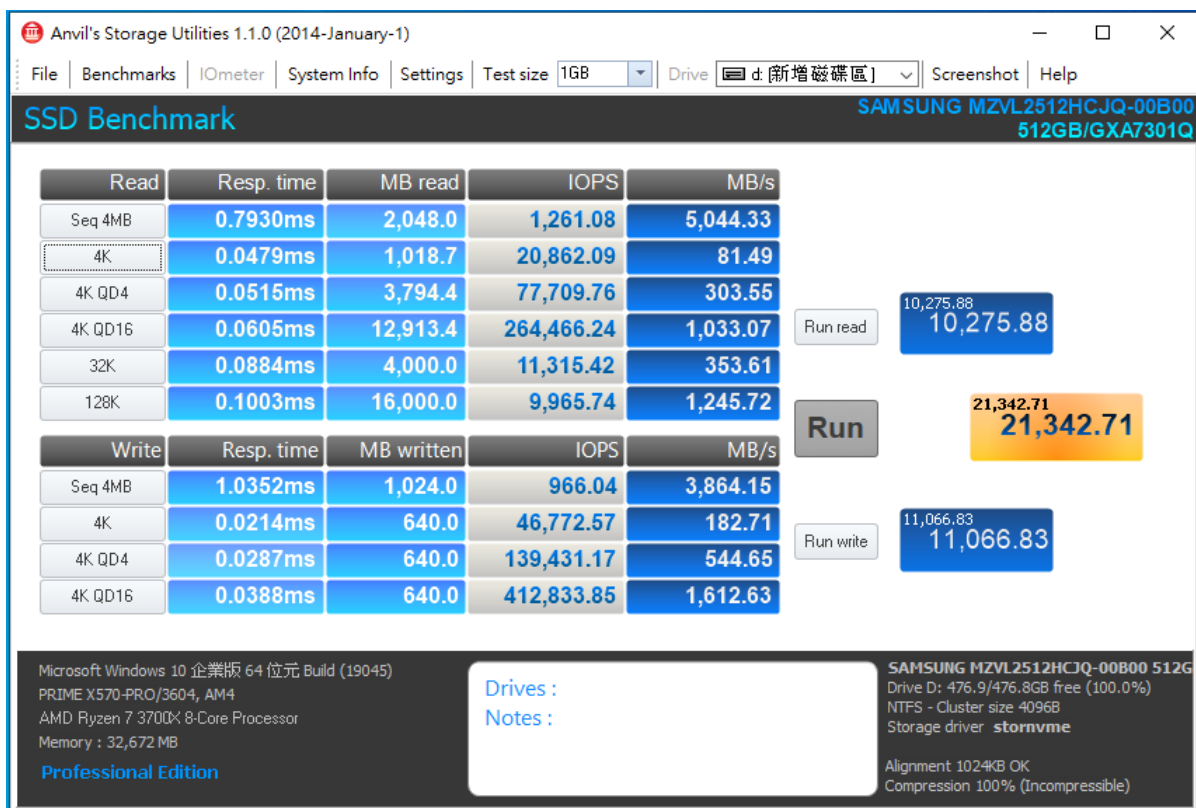 Anvil's Storage Utilities 1.1.0 (2014-January-1)
File Benchmarks IOmeter System Info Settings Test size 1GB Drive d: [新增磁碟區] Screenshot Help
SSD Benchmark
SAMSUNG MZVL2512HCJQ-00B00
512GB/GXA7301Q
Read Resp. time MB read IOPS MB/s
Seq 4MB 0.7930ms 2,048.0 1,261.08 5,044.33
4K 0.0479ms 1,018.7 20,862.09 81.49
4K QD4 0.0515ms 3,794.4 77,709.76 303.55
4K QD16 0.0605ms 12,913.4 264,466.24 1,033.07
32K 0.0884ms 4,000.0 11,315.42 353.61
128K 0.1003ms 16,000.0 9,965.74 1,245.72
Run read
10,275.88
10,275.88
Run
21,342.71
21,342.71
Write Resp. time MB written IOPS MB/s
Seq 4MB 1.0352ms 1,024.0 966.04 3,864.15
4K 0.0214ms 640.0 46,772.57 182.71
4K QD4 0.0287ms 640.0 139,431.17 544.65
4K QD16 0.0388ms 640.0 412,833.85 1,612.63
Run write
11,066.83
11,066.83
Microsoft Windows 10 企業版 64 位元 Build (19045)
PRIME X570-PRO/3604, AM4
AMD Ryzen 7 3700X 8-Core Processor
Memory : 32,672 MB
Professional Edition
Drives :
Notes :
SAMSUNG MZVL2512HCJQ-00B00 512G
Drive D: 476.9/476.8GB free (100.0%)
NTFS - Cluster size 4096B
Storage driver stornvme
Alignment 1024KB OK
Compression 100% (Incompressible)